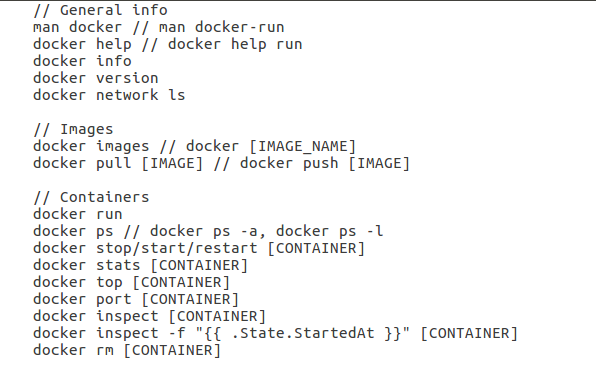 // General info
man docker // man docker-run
docker help // docker help run
docker info
docker version
docker network ls
// Images
docker images // docker [IMAGE_NAME]
docker pull [IMAGE] // docker push [IMAGE]
// Containers
docker run
docker ps // docker ps -a, docker ps -l
docker stop/start/restart [CONTAINER]
docker stats [CONTAINER]
docker top [CONTAINER]
docker port [CONTAINER]
docker inspect [CONTAINER]
docker inspect -f "{{ .State.StartedAt }}" [CONTAINER]
docker rm [CONTAINER]